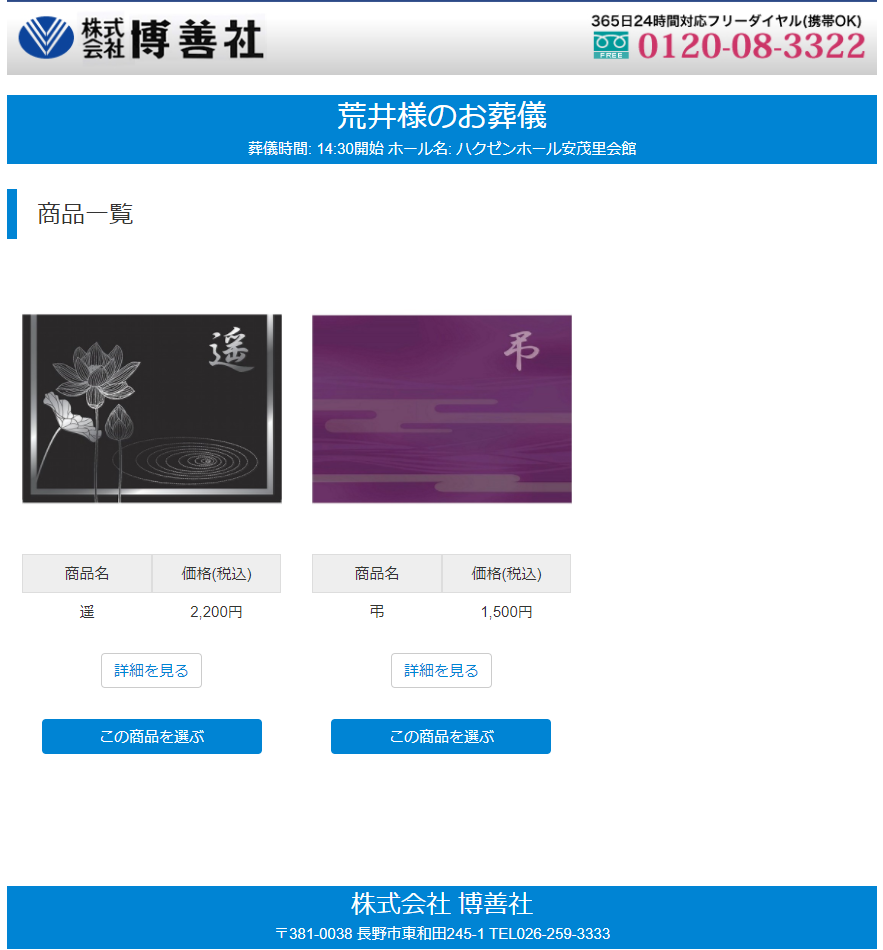 株式会社 博善社
365日24時間対応フリーダイヤル(携帯OK)
FREE 0120-08-3322
荒井様のお葬儀
葬儀時間: 14:30開始 ホール名: ハクゼンホール安茂里会館
商品一覧
遥 弔
商品名 価格(税込) 商品名 価格(税込)
遥 2,200円 弔 1,500円
詳細を見る 詳細を見る
この商品を選ぶ この商品を選ぶ
株式会社 博善社
〒381-0038 長野市東和田245-1 TEL026-259-3333